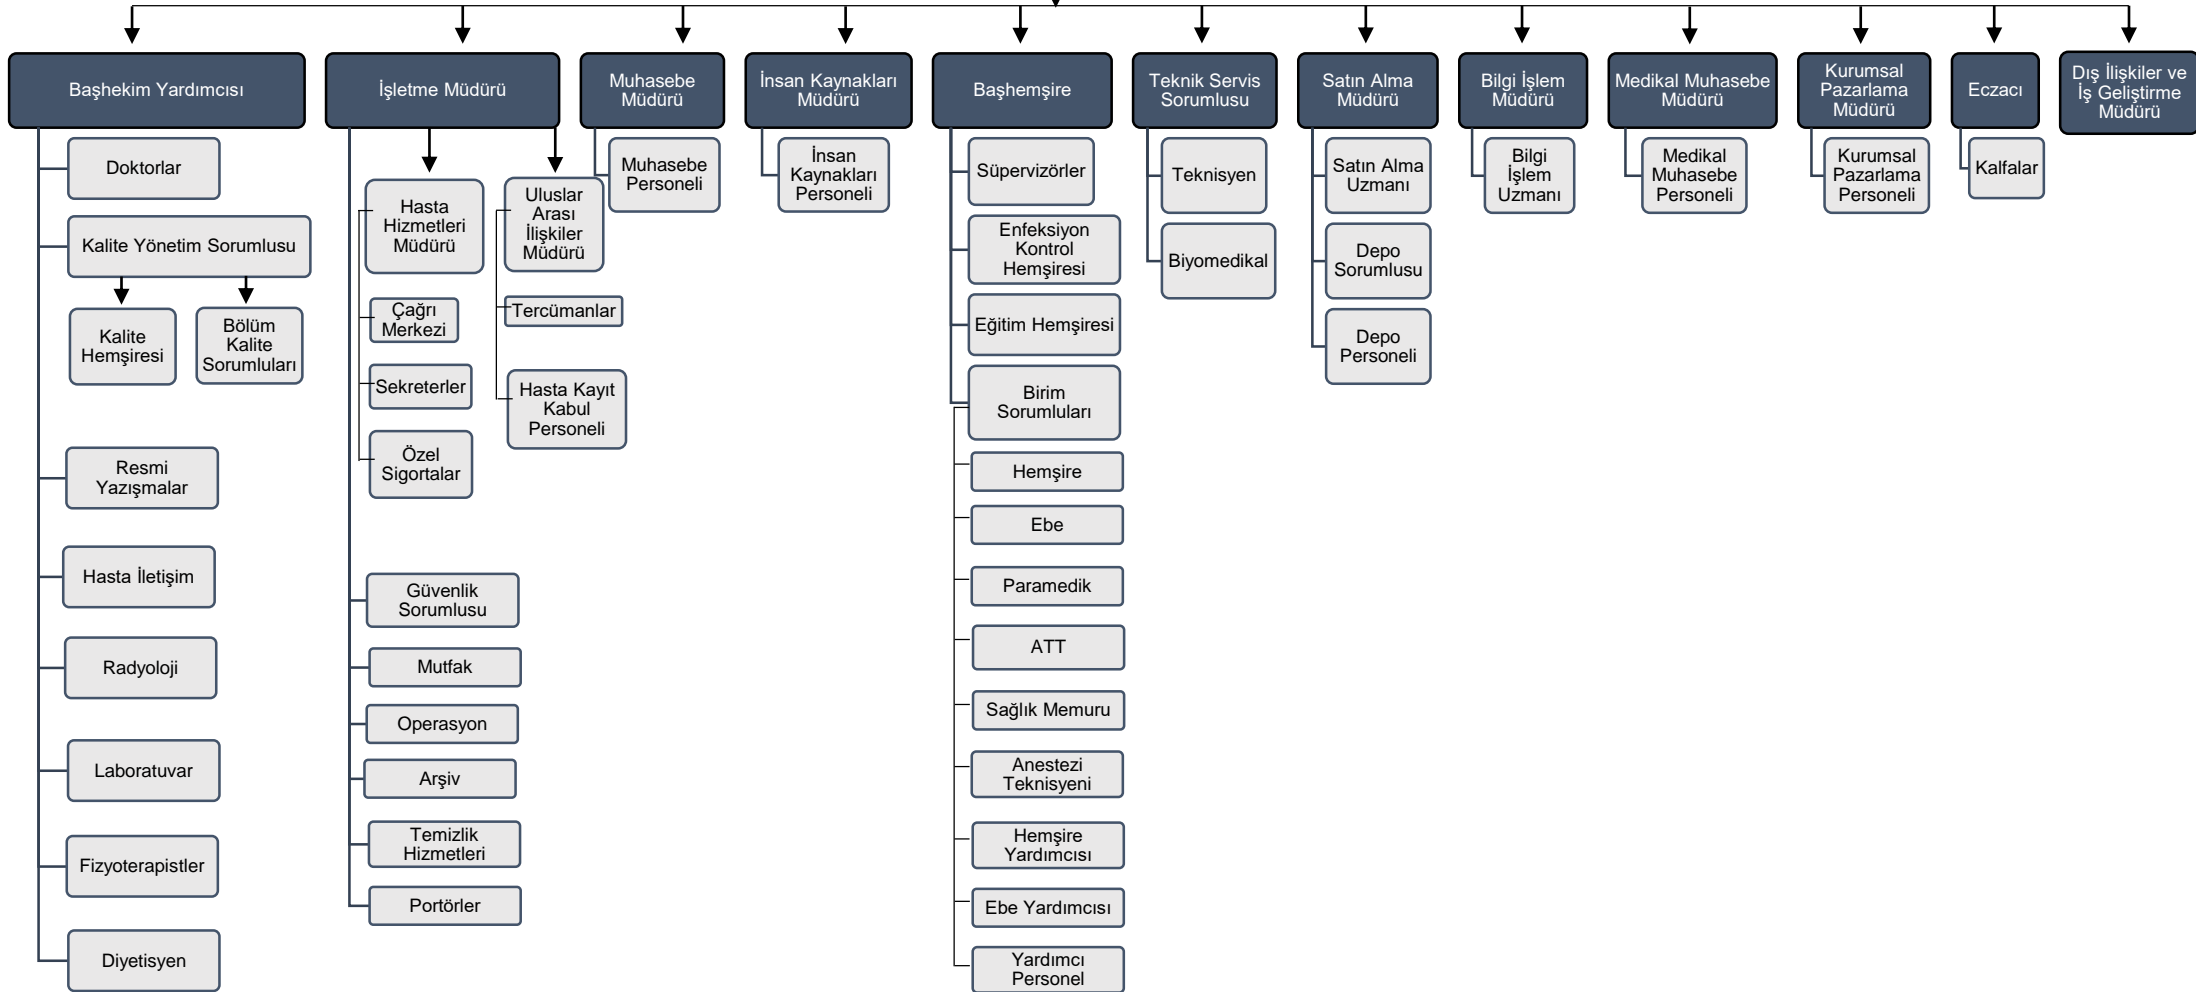 Başhekim Yardımcısı
Doktorlar
Kalite Yönetim Sorumlusu
Kalite
Hemşiresi
Bölüm
Kalite
Sorumluları
Resmi
Yazışmalar
Hasta İletişim
Radyoloji
Laboratuvar
Fizyoterapistler
Diyetisyen
İşletme Müdürü
Hasta
Hizmetleri
Müdürü
Çağrı
Merkezi
Sekreterler
Özel
Sigortalar
Uluslar
Arası
İlişkiler
Müdürü
Tercümanlar
Hasta Kayıt
Kabul
Personeli
Güvenlik
Sorumlusu
Mutfak
Operasyon
Arşiv
Temizlik
Hizmetleri
Portörler
Muhasebe
Müdürü
Muhasebe
Personeli
İnsan Kaynakları
Müdürü
İnsan
Kaynakları
Personeli
Başhemşire
Süpervizörler
Enfeksiyon
Kontrol
Hemşiresi
Eğitim Hemşiresi
Birim
Sorumluları
Hemşire
Ebe
Paramedik
ATT
Sağlık Memuru
Anestezi
Teknisyeni
Hemşire
Yardımcısı
Ebe Yardımcısı
Yardımcı
Personel
Teknik Servis
Sorumlusu
Teknisyen
Biyomedikal
Satın Alma
Müdürü
Satın Alma
Uzmanı
Depo
Sorumlusu
Depo
Personeli
Bilgi İşlem
Müdürü
Bilgi
İşlem
Uzmanı
Medikal Muhasebe
Müdürü
Medikal
Muhasebe
Personeli
Kurumsal
Pazarlama
Müdürü
Kurumsal
Pazarlama
Personeli
Eczacı
Kalfalar
Dış İlişkiler ve
İş Geliştirme
Müdürü